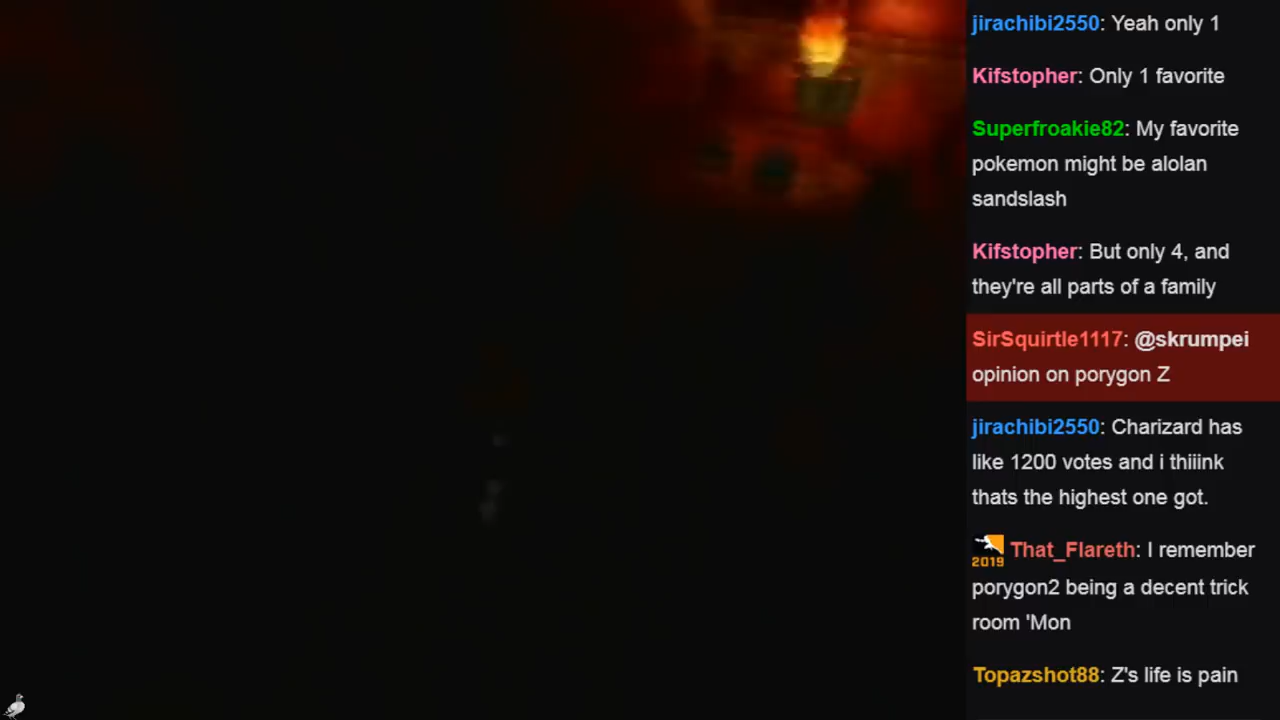 jirachibi2550: Yeah only 1
Kifstopher: Only 1 favorite
Superfroakie82: My favorite
pokemon might be alolan
sandslash
Kifstopher: But only 4, and
they're all parts of a family
SirSquirtle1117: @skrumpei
opinion on porygon Z
jirachibi2550: Charizard has
like 1200 votes and i thiiink
thats the highest one got.
2019 That_Flareth: I remember
porygon2 being a decent trick
room 'Mon
Topazshot88: Z's life is pain